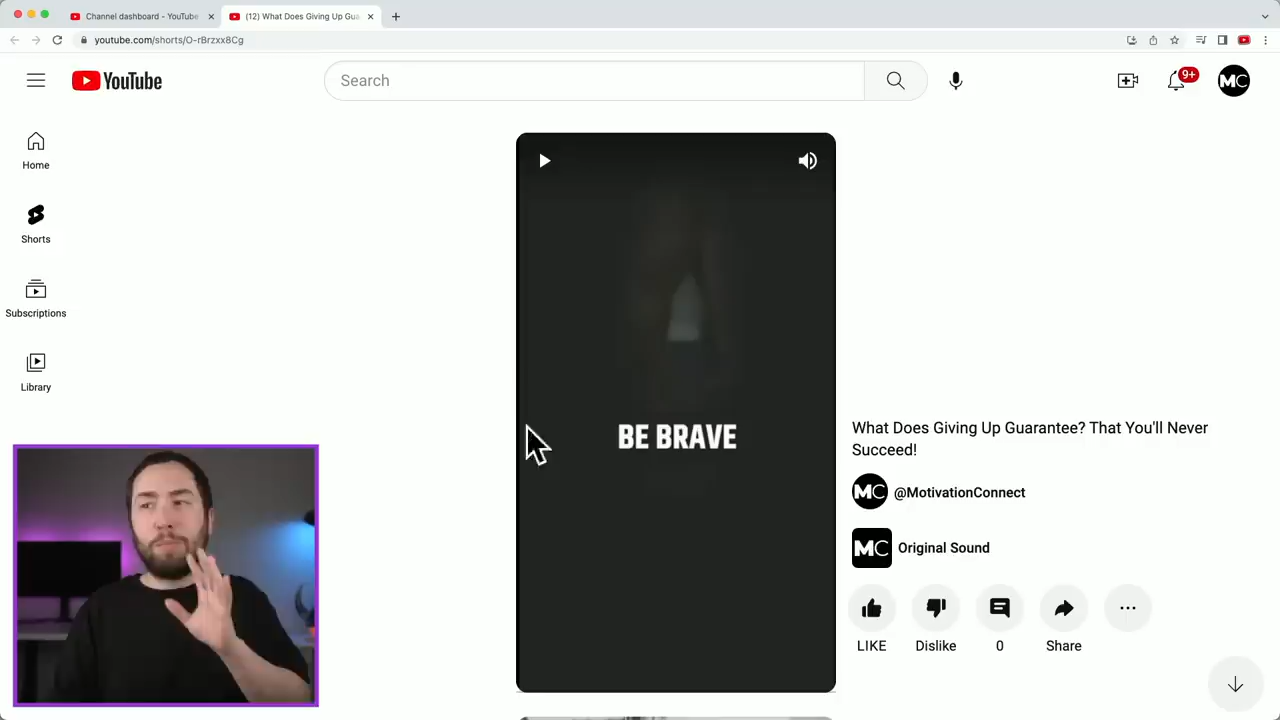 Channel dashboard - YouTube
(12) What Does Giving Up Gua
youtube.com/shorts/O-rBrzxx8Cg
YouTube
Search
9+
MC
Home
Shorts
Subscriptions
Library
BE BRAVE
What Does Giving Up Guarantee? That You'll Never
Succeed!
MC @MotivationConnect
MC Original Sound
LIKE
Dislike
0
Share